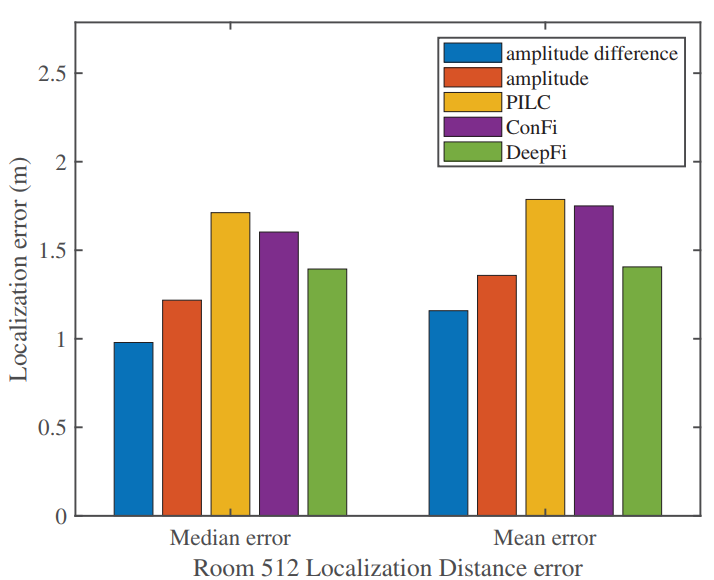 amplitude difference
amplitude
PILC
ConFi
DeepFi
Localization error (m)
2.5
2
1.5
1
0.5
0
Median error
Mean error
Room 512 Localization Distance error